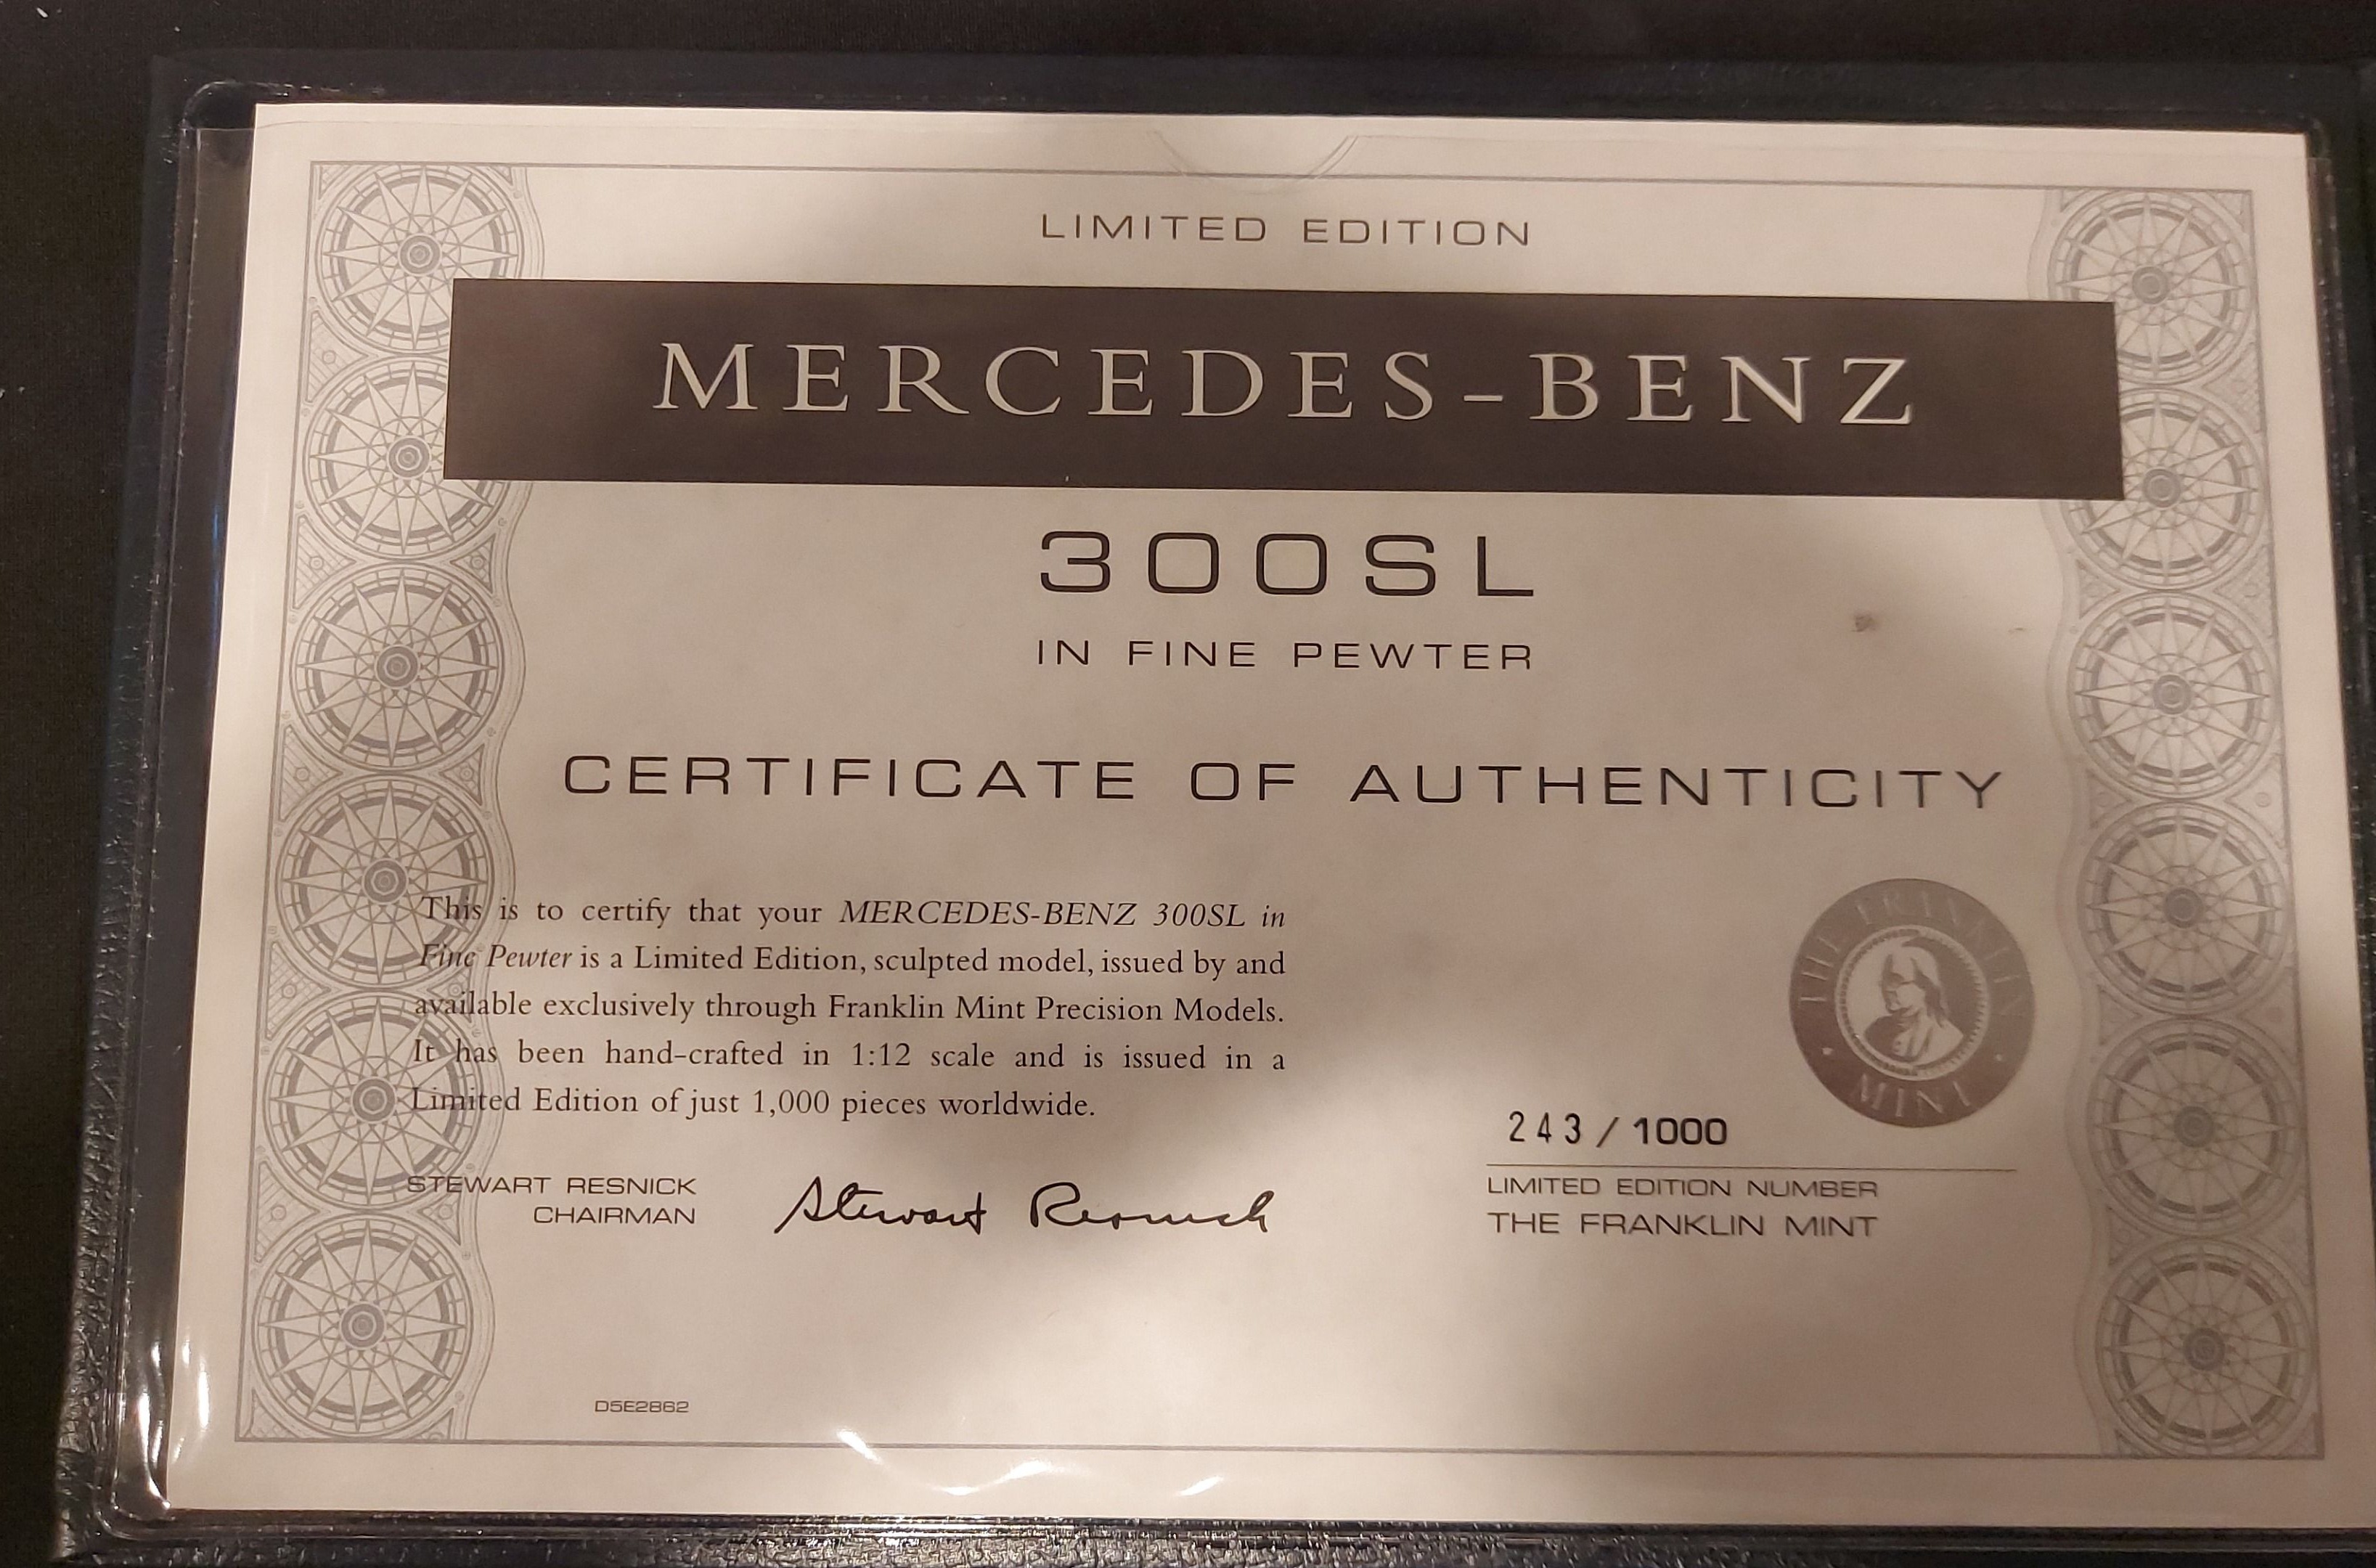 LIMITED EDITION
MERCEDES-BENZ
300SL
IN FINE PEWTER
CERTIFICATE OF AUTHENTICITY
This is to certify that your MERCEDES-BENZ 300SL in
Fine Pewter is a Limited Edition, sculpted model, issued by and
available exclusively through Franklin Mint Precision Models.
It has been hand-crafted in 1:12 scale and is issued in a
Limited Edition of just 1,000 pieces worldwide.
THE FRANKLIN
MINT
243/1000
LIMITED EDITION NUMBER
THE FRANKLIN MINT
STEWART RESNICK
CHAIRMAN
Stewart Resnick
D5E2862